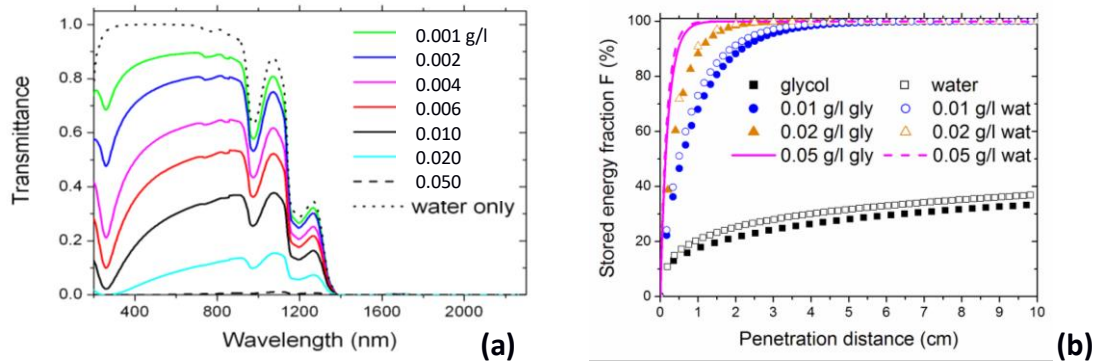 Transmittance
1.0
0.8
0.6
0.4
0.2
0.0
0.001 g/l
0.002
0.004
0.006
0.010
0.020
0.050
water only
400 800 1200 1600 2000
Wavelength (nm)
(a)
Stored energy fraction F (%)
100
80
60
40
20
0
glycol water
0.01 g/l gly 0.01 g/l wat
0.02 g/l gly 0.02 g/l wat
0.05 g/l gly 0.05 g/l wat
0 1 2 3 4 5 6 7 8 9 10
Penetration distance (cm)
(b)